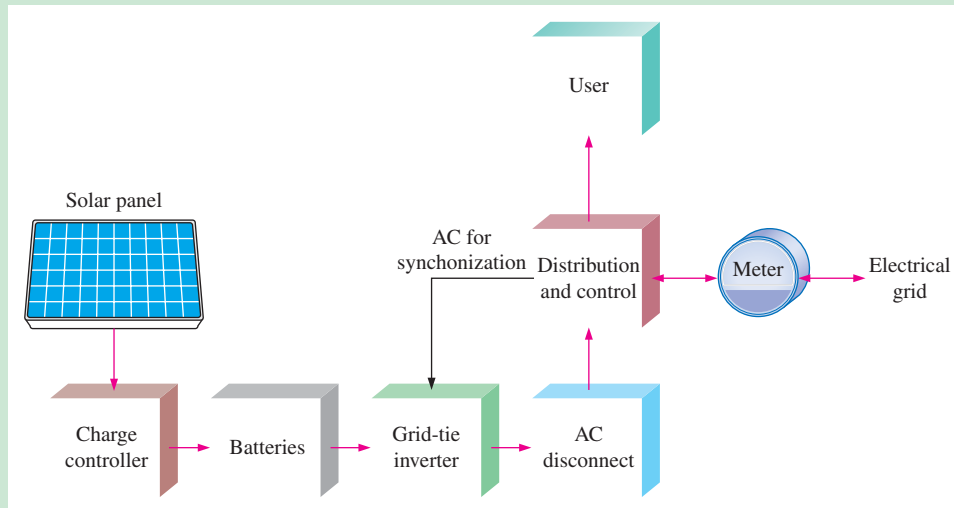 User
Solar panel
AC for
synchonization
Distribution
and control
Meter
Electrical
grid
Charge
controller
Batteries
Grid-tie
inverter
AC
disconnect